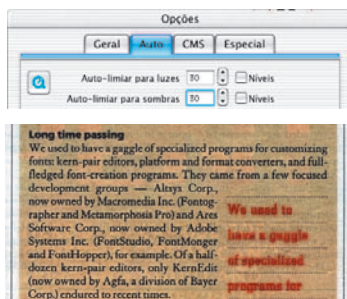 Opções
Geral Auto CMS Especial
Auto-limiar para luzes 30 Níveis
Auto-limiar para sombras 30 Níveis
Long time passing
We used to have a gaggle of specialized programs for customizing
fonts: kern-pair editors, platform and format converters, and full-
fledged font-creation programs. They came from a few focused
development groups — Altsys Corp.,
now owned by Macromedia Inc. (Fontog-
rapher and Metamorphosis Pro) and Ares
Software Corp., now owned by Adobe
Systems Inc. (FontStudio, FontMonger
and FontHopper), for example. Of a half-
dozen kern-pair editors, only KernEdit
(now owned by Agfa, a division of Bayer
Corp.) endured to recent times.
We used to
have a gaggle
of specialized
programs for